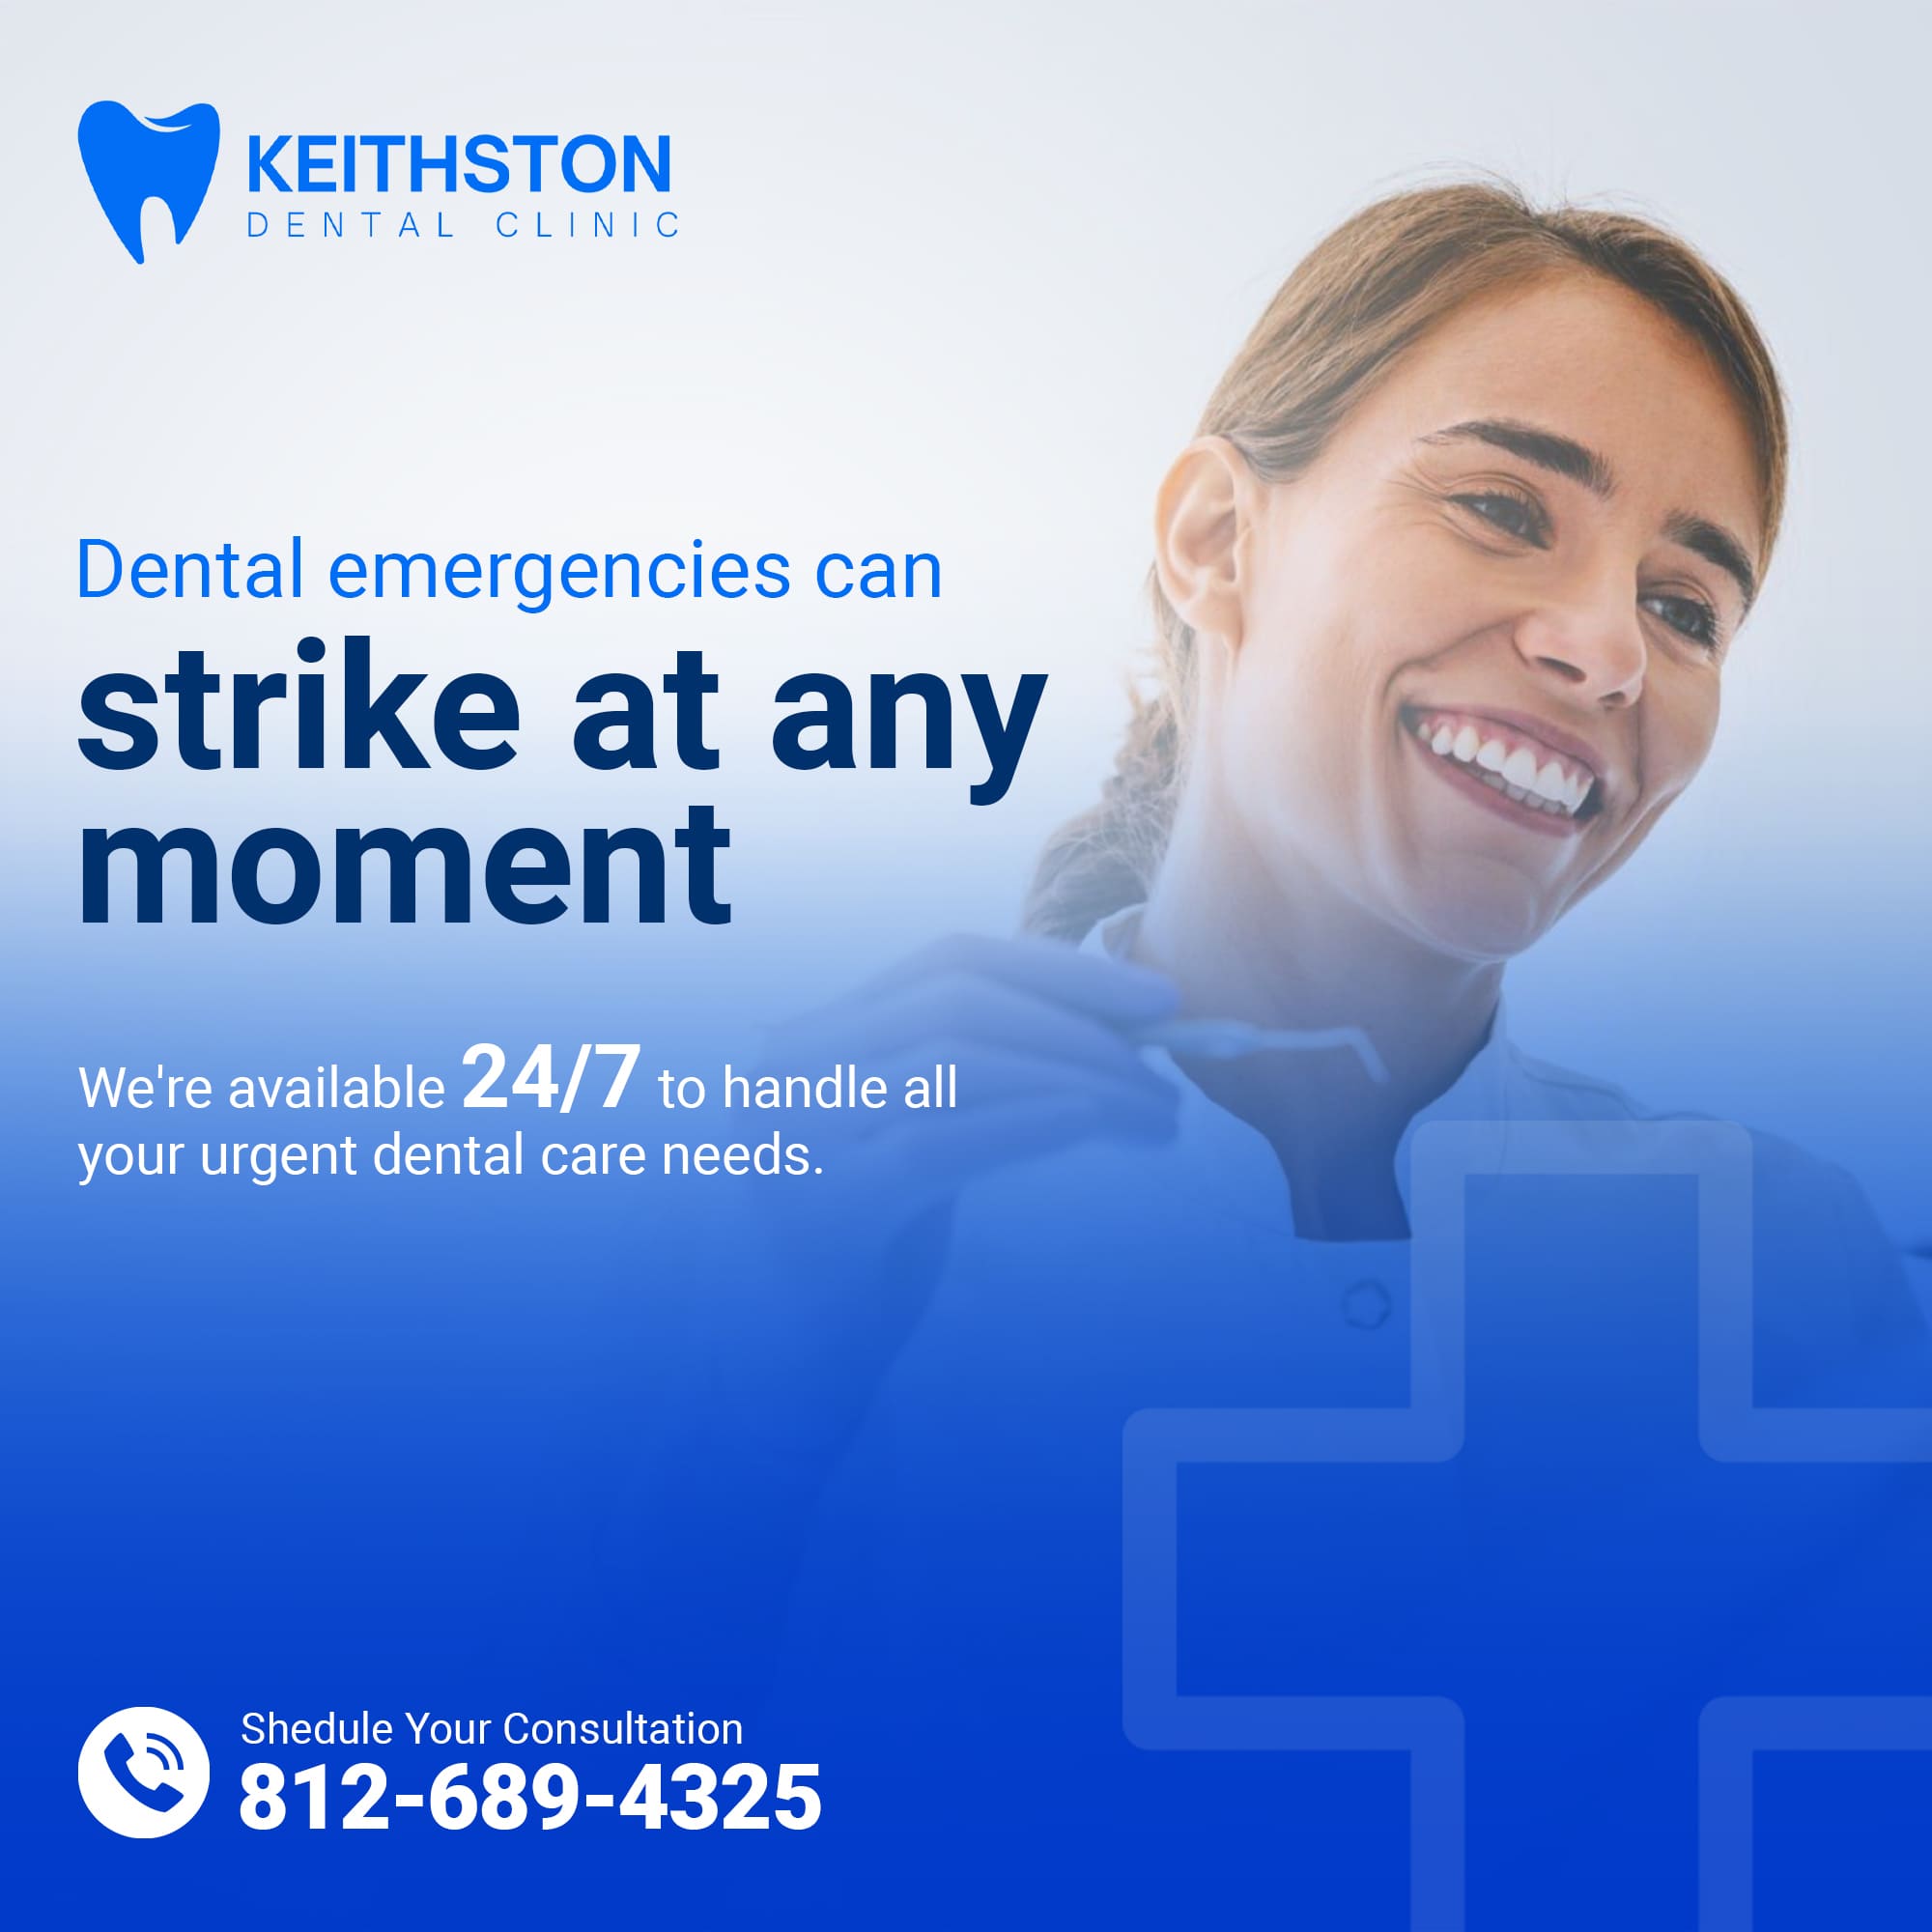 KEITHSTON
DENTAL CLINIC
Dental emergencies can
strike at any
moment
We're available 24/7 to handle all
your urgent dental care needs.
Shedule Your Consultation
812-689-4325